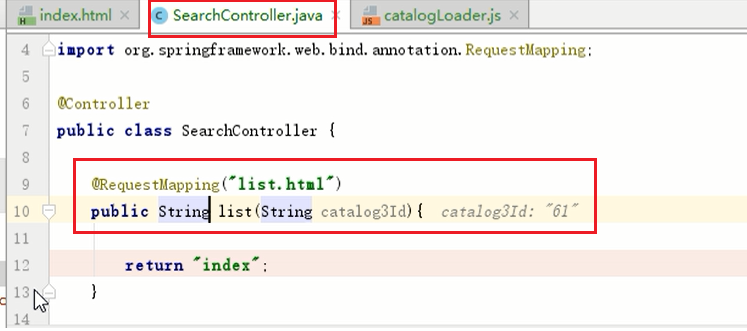 index.html SearchController.java catalogLoader.js
4 import org.springframework.web.bind.annotation.RequestMapping;
5
6 @Controller
7 public class SearchController {
8
9 @RequestMapping("list.html")
10 public String list(String catalog3Id){ catalog3Id: "61"
11
12 return "index";
13 }
14